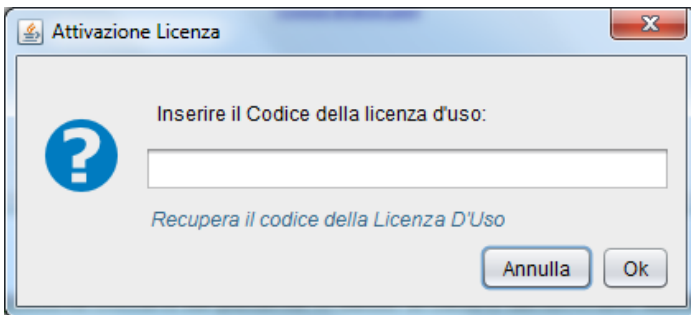 Attivazione Licenza
Inserire il Codice della licenza d'uso:
Recupera il codice della Licenza D'Uso
Annulla
Ok